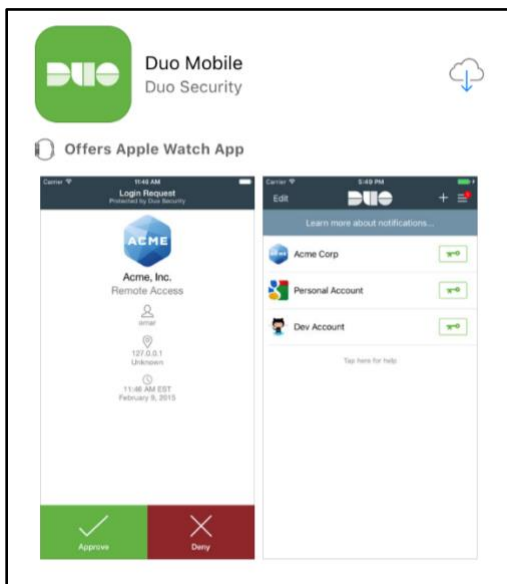 DUO
Duo Mobile
Duo Security
Offers Apple Watch App
Carrier 11:46 AM
Login Request
Protected by Duo Security
ACME
Acme, Inc.
Remote Access
omar
127.0.0.1
Unknown
11:46 AM EST
February 9, 2015
Approve
Deny
Carrier 5:49 PM
Edit DUO +
Learn more about notifications...
ACME Acme Corp
Personal Account
Dev Account
Tap here for help